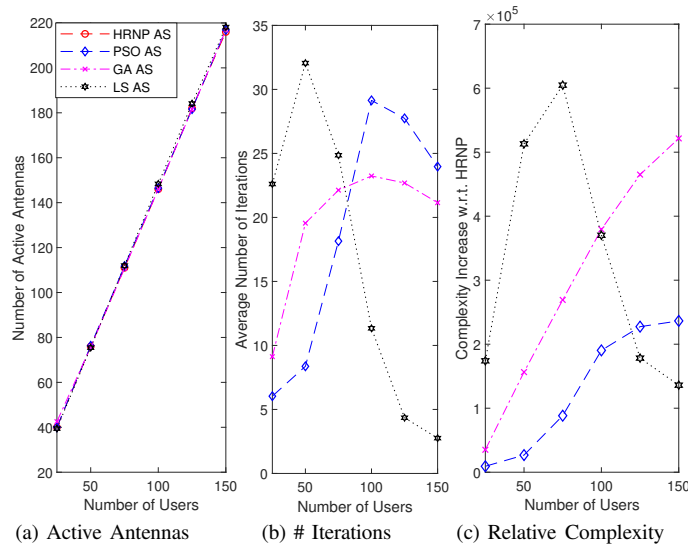 220
200
180
160
140
120
100
80
60
40
20
50
100
150
Number of Active Antennas
Number of Users
HRNP AS
PSO AS
GA AS
LS AS
(a) Active Antennas
35
30
25
20
15
10
5
0
50
100
150
Average Number of Iterations
Number of Users
(b) # Iterations
×10⁵
7
6
5
4
3
2
1
0
50
100
150
Complexity Increase w.r.t. HRNP
Number of Users
(c) Relative Complexity